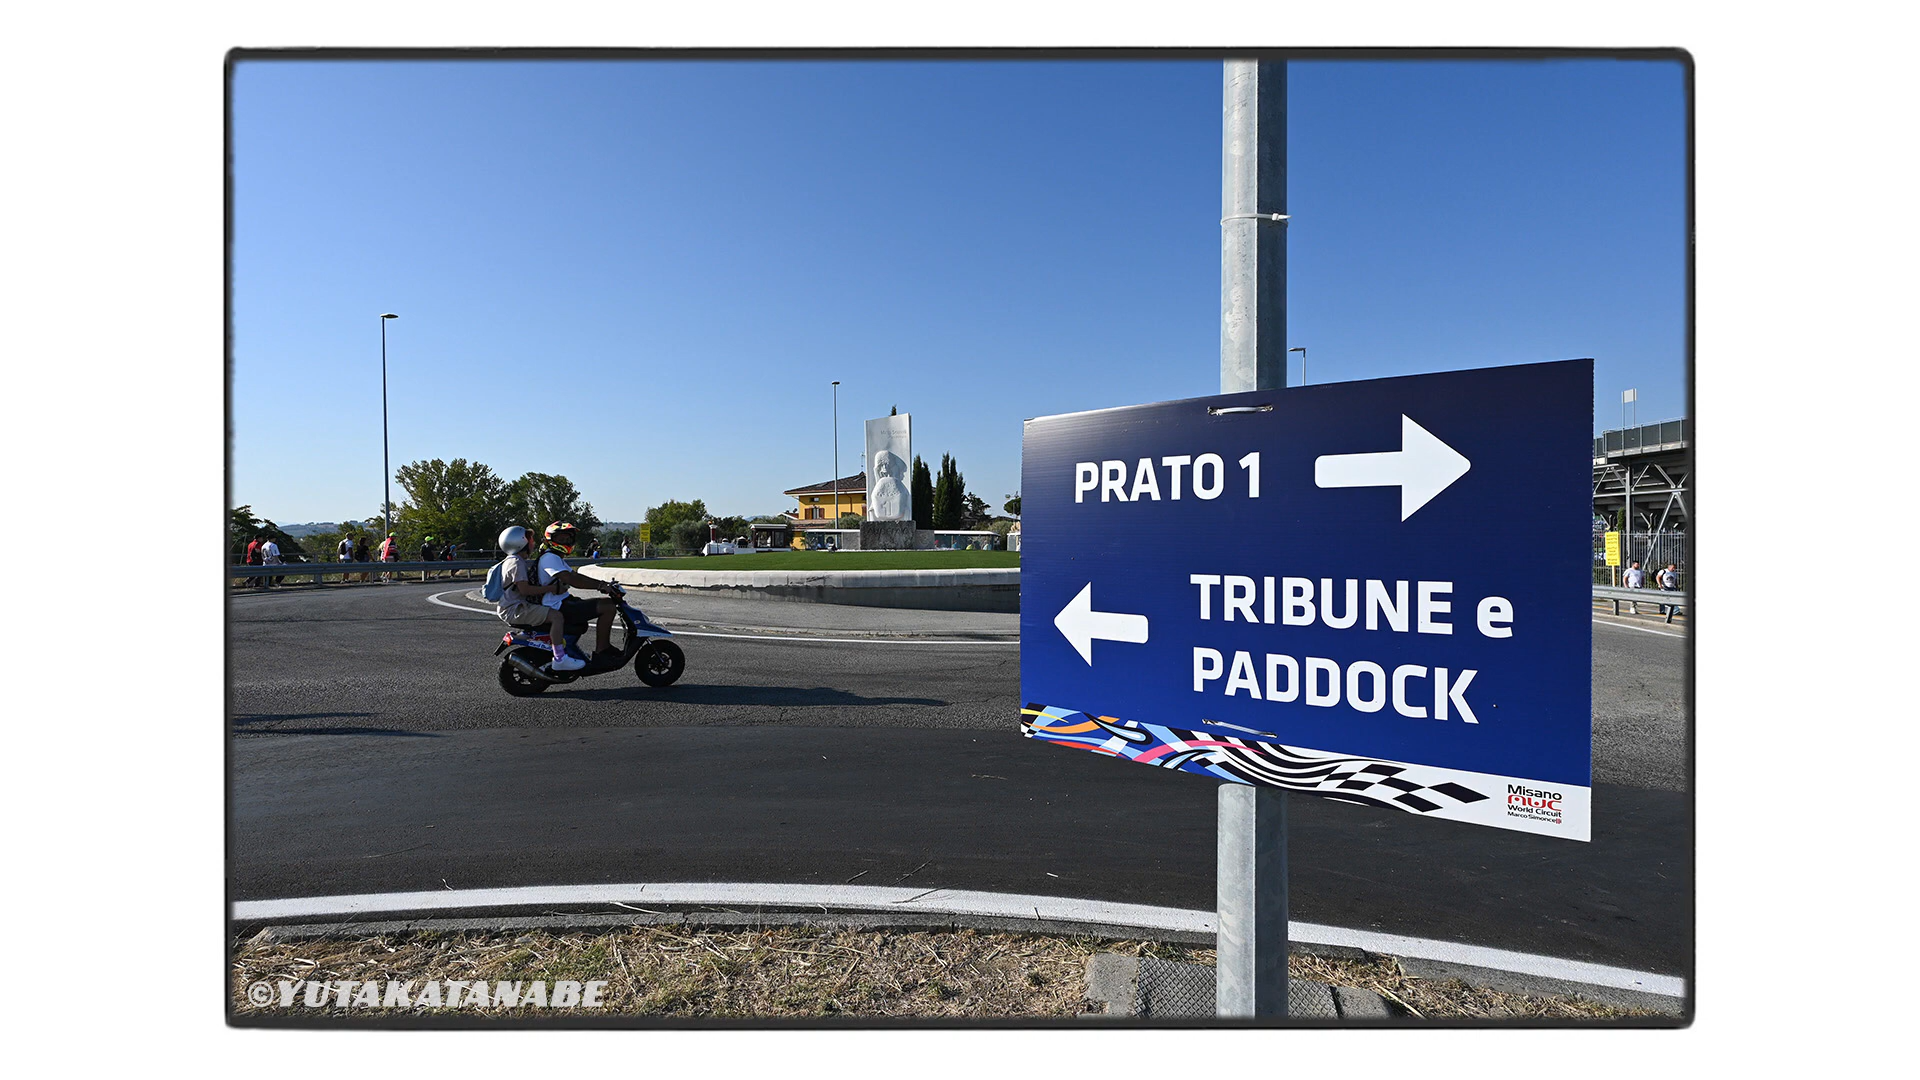 PRATO 1
TRIBUNE e
PADDOCK
Misano
MWC
World Circuit
Marco Simoncelli
©YUTAKATANABE